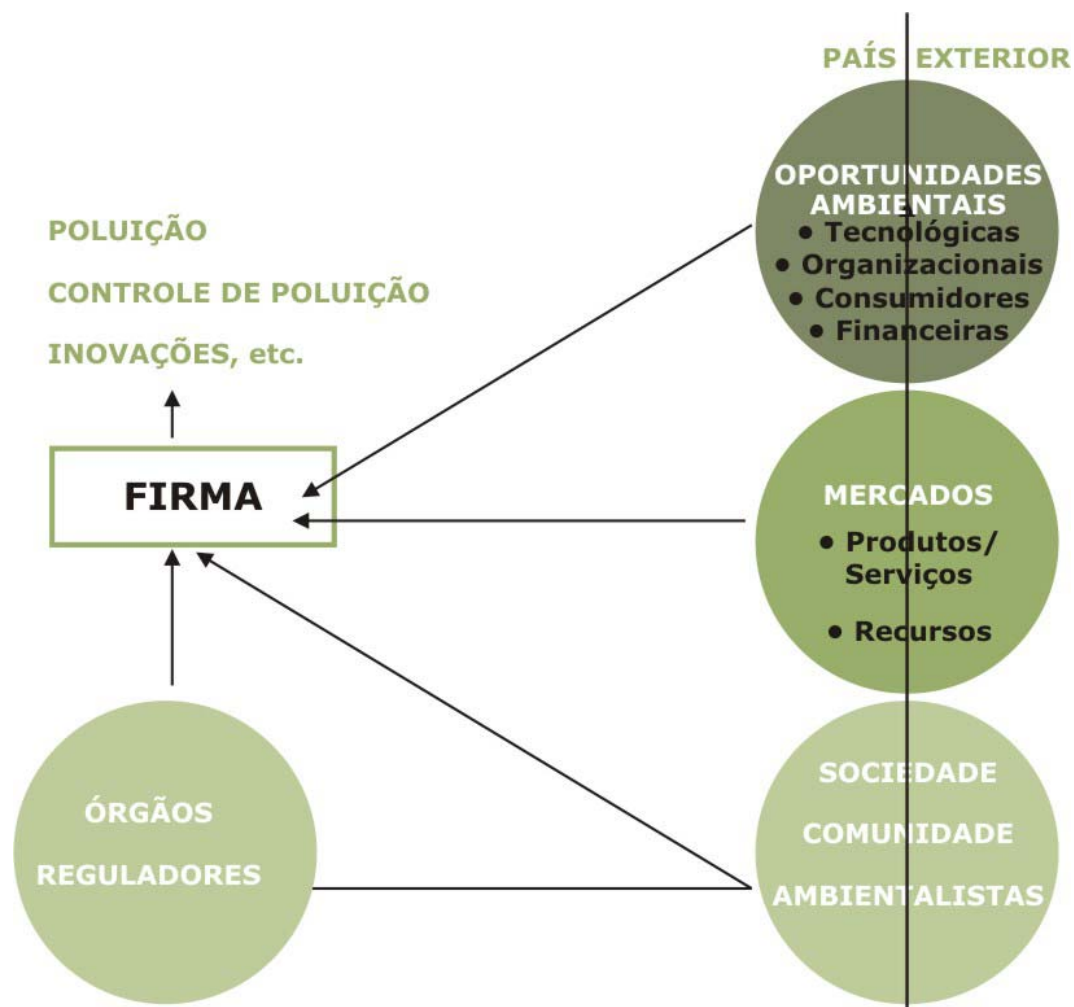 PAÍS EXTERIOR
OPORTUNIDADES
AMBIENTAIS
• Tecnológicas
• Organizacionais
• Consumidores
• Financeiras
POLUIÇÃO
CONTROLE DE POLUIÇÃO
INOVAÇÕES, etc.
FIRMA
MERCADOS
• Produtos/
Serviços
• Recursos
ÓRGÃOS
REGULADORES
SOCIEDADE
COMUNIDADE
AMBIENTALISTAS